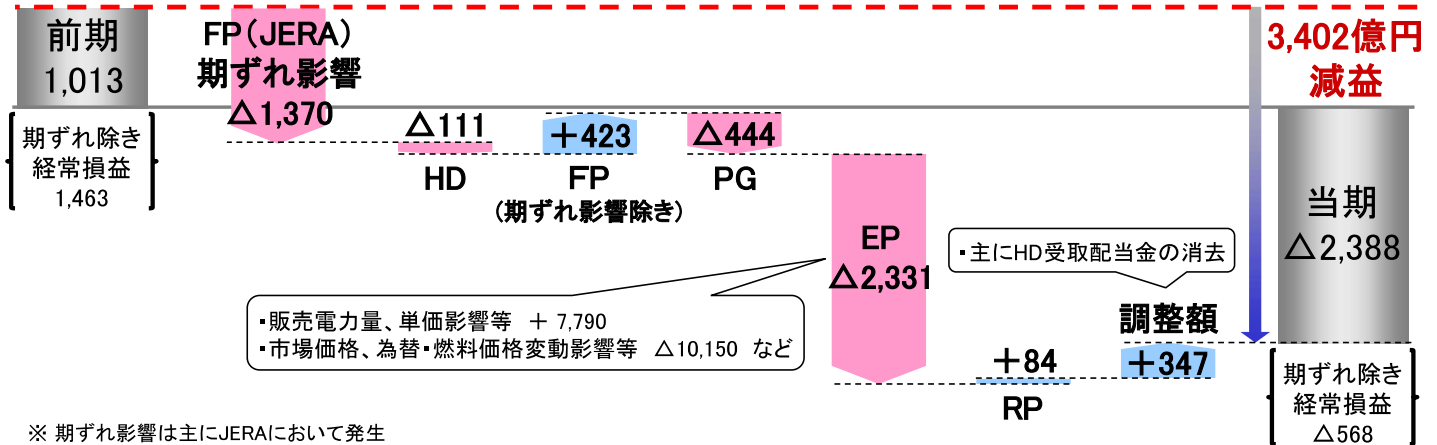 前期
1,013
期ずれ除き
経常損益
1,463
FP(JERA)
期ずれ影響
△1,370
△111
HD
+423
FP
(期ずれ影響除き)
△444
PG
EP
△2,331
・販売電力量、単価影響等 + 7,790
・市場価格、為替・燃料価格変動影響等 △10,150 など
+84
RP
・主にHD受取配当金の消去
調整額
+347
3,402億円
減益
当期
△2,388
期ずれ除き
経常損益
△568
※ 期ずれ影響は主にJERAにおいて発生